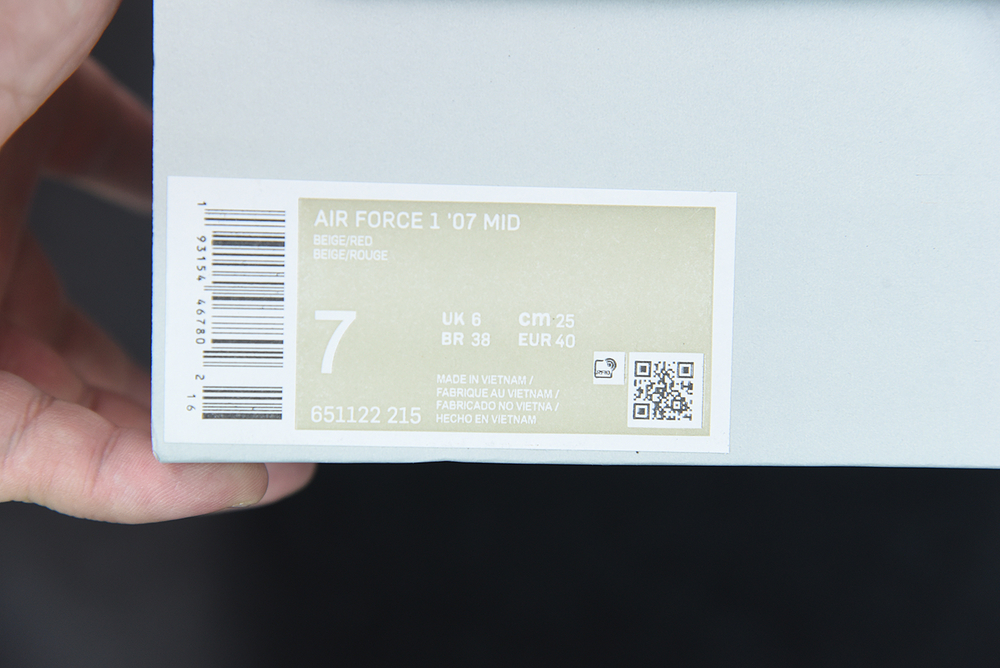 1 93154 46780 2 16
AIR FORCE 1 '07 MID
BEIGE/RED
BEIGE/ROUGE
7
UK 6 cm 25
BR 38 EUR 40
MADE IN VIETNAM /
FABRIQUE AU VIETNAM /
FABRICADO NO VIETNA /
HECHO EN VIETNAM
651122 215